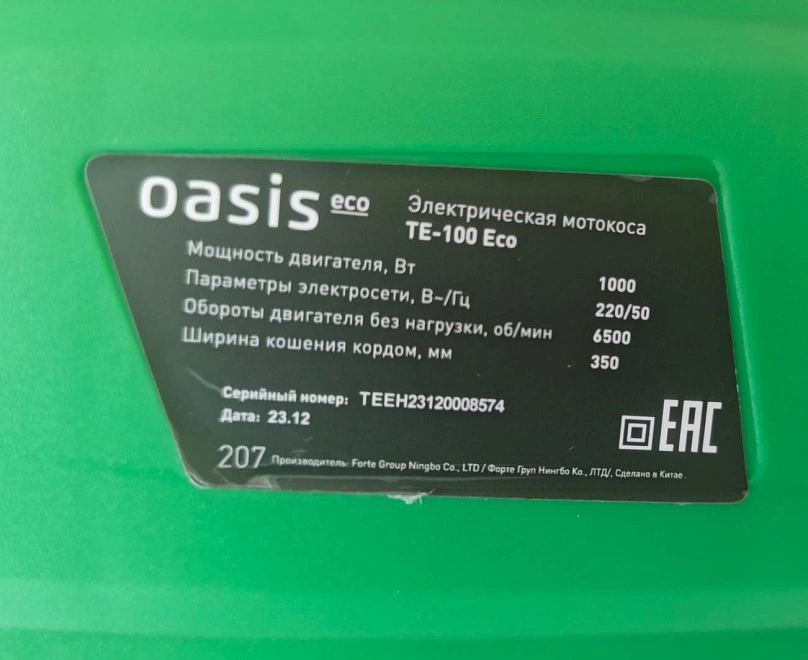 oasis eco
Электрическая мотокоса
TE-100 Eco
Мощность двигателя, Вт 1000
Параметры электросети, В~/Гц 220/50
Обороты двигателя без нагрузки, об/мин 6500
Ширина кошения кордом, мм 350
Серийный номер: TEEH23120008574
Дата: 23.12
EAC
207 Производитель: Forte Group Ningbo Co., LTD / Форте Груп Нингбо Ко., ЛТД/, Сделано в Китае.